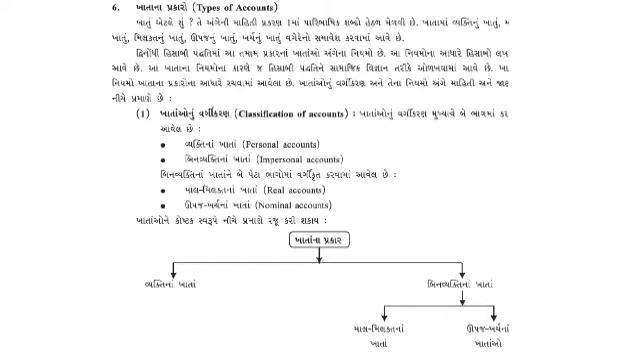 6. ખાતાના પ્રકારો (Types of Accounts)
ખાતું એટલે શું ? તે અંગેની માહિતી પ્રકરણ 1માં પારિભાષિક શબ્દો હેઠળ મેળવી છે. ખાતામાં વ્યક્તિનું ખાતું,
ખાતું, મિલકતનું ખાતું, ઊપજનું ખાતું, ખર્ચનું ખાતું વગેરેનો સમાવેશ કરવામાં આવે છે.
દ્વિનોંધી હિસાબી પદ્ધતિમાં આ તમામ પ્રકારનાં ખાતાંઓ અંગેના નિયમો છે. આ નિયમોના આધારે હિસાબો લખ
આવે છે. આ ખાતાના નિયમોના કારણે જ હિસાબી પદ્ધતિને સામાજિક વિજ્ઞાન તરીકે ઓળખવામાં આવે છે.
નિયમો ખાતાના પ્રકારોના આધારે રચવામાં આવેલા છે. ખાતાંઓનું વર્ગીકરણ અને તેના નિયમો અંગે માહિતી અને
નીચે પ્રમાણે છે :
(1) ખાતાંઓનું વર્ગીકરણ (Classification of accounts) : ખાતાંઓનું વર્ગીકરણ મુખ્યત્વે બે ભાગમાં કર
આવેલ છે :
• વ્યક્તિનાં ખાતાં (Personal accounts)
• બિનવ્યક્તિનાં ખાતાં (Impersonal accounts)
બિનવ્યક્તિનાં ખાતાંને બે પેટા ભાગોમાં વર્ગીકૃત કરવામાં આવેલ છે :
• માલ-મિલકતનાં ખાતાં (Real accounts)
• ઊપજ-ખર્ચનાં ખાતાં (Nominal accounts)
ખાતાંઓને કોષ્ટક સ્વરૂપે નીચે પ્રમાણે રજૂ કરી શકાય :
ખાતાંના પ્રકાર
વ્યક્તિનાં ખાતાં
બિનવ્યક્તિનાં ખાતાં
માલ-મિલકતનાં
ખાતાં
ઊપજ-ખર્ચનાં
ખાતાંઓ